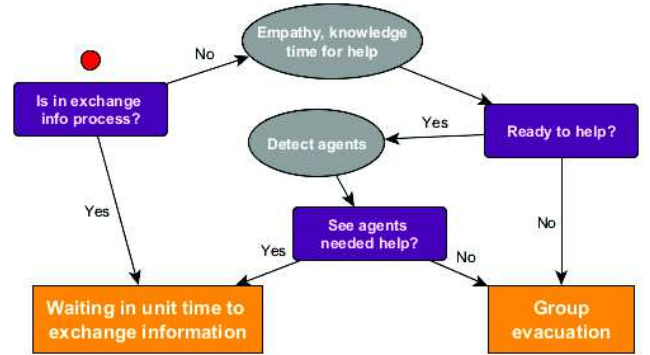 Empathy, knowledge
time for help
No
Is in exchange
info process?
Ready to help?
Yes
Detect agents
Yes
See agents
needed help?
No
Yes
No
Waiting in unit time to
exchange information
Group
evacuation